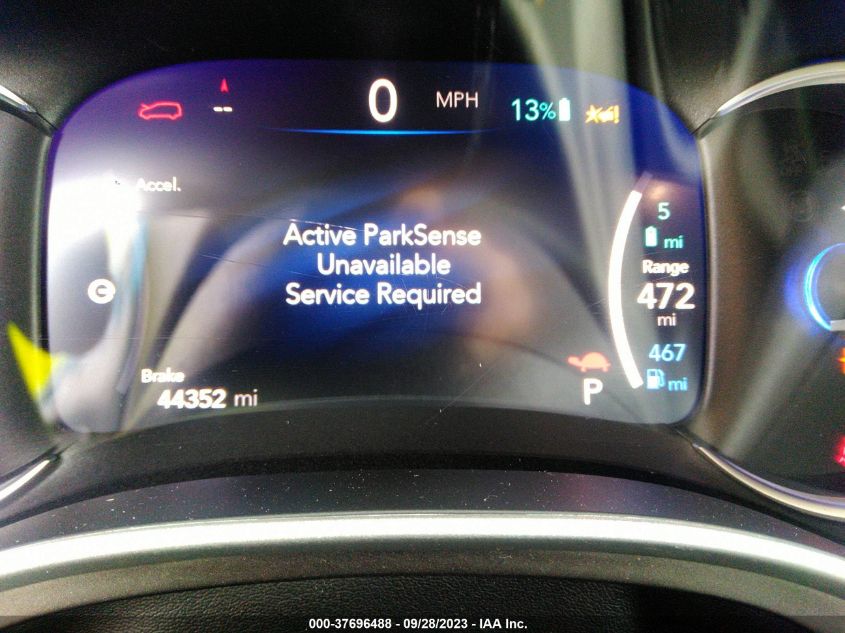 --
0 MPH
13%
Accel.
Active ParkSense
Unavailable
Service Required
5
mi
Range
472
mi
467
mi
Brake
44352 mi
P
000-37696488 - 09/28/2023 - IAA Inc.